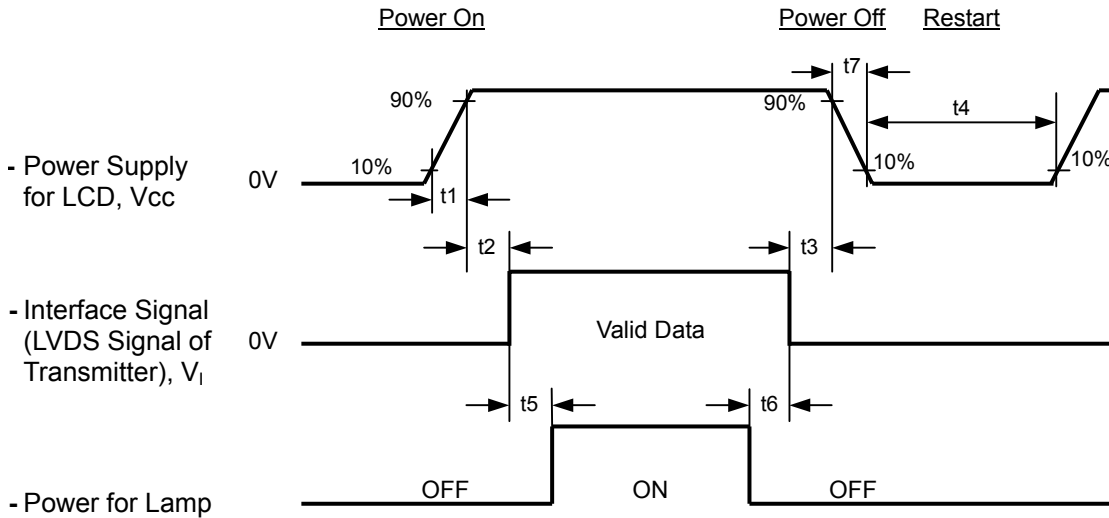 Power On
Power Off
Restart
t7
90%
90%
t4
10%
10%
10%
- Power Supply
for LCD, Vcc
0V
t1
t2
t3
- Interface Signal
(LVDS Signal of
Transmitter), VI
0V
Valid Data
t5
t6
- Power for Lamp
OFF
ON
OFF